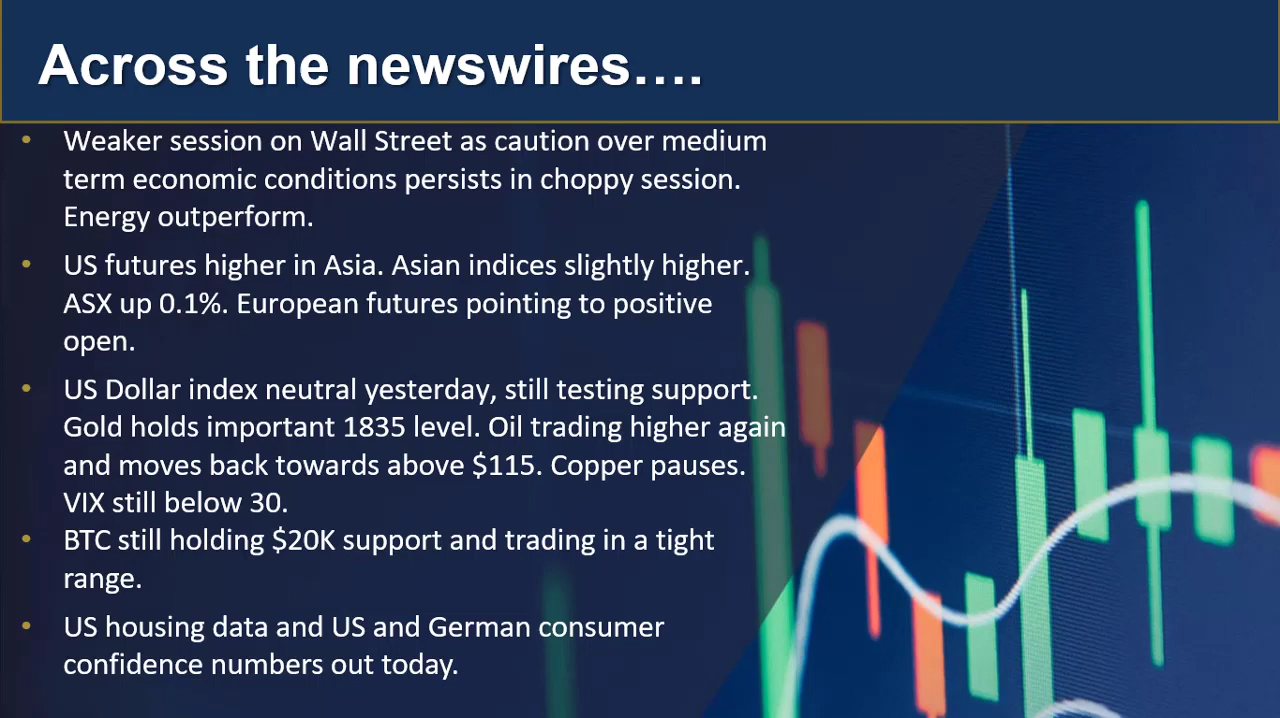 Across the newswires....
• Weaker session on Wall Street as caution over medium
term economic conditions persists in choppy session.
Energy outperform.
• US futures higher in Asia. Asian indices slightly higher.
ASX up 0.1%. European futures pointing to positive
open.
• US Dollar index neutral yesterday, still testing support.
Gold holds important 1835 level. Oil trading higher again
and moves back towards above $115. Copper pauses.
VIX still below 30.
• BTC still holding $20K support and trading in a tight
range.
• US housing data and US and German consumer
confidence numbers out today.